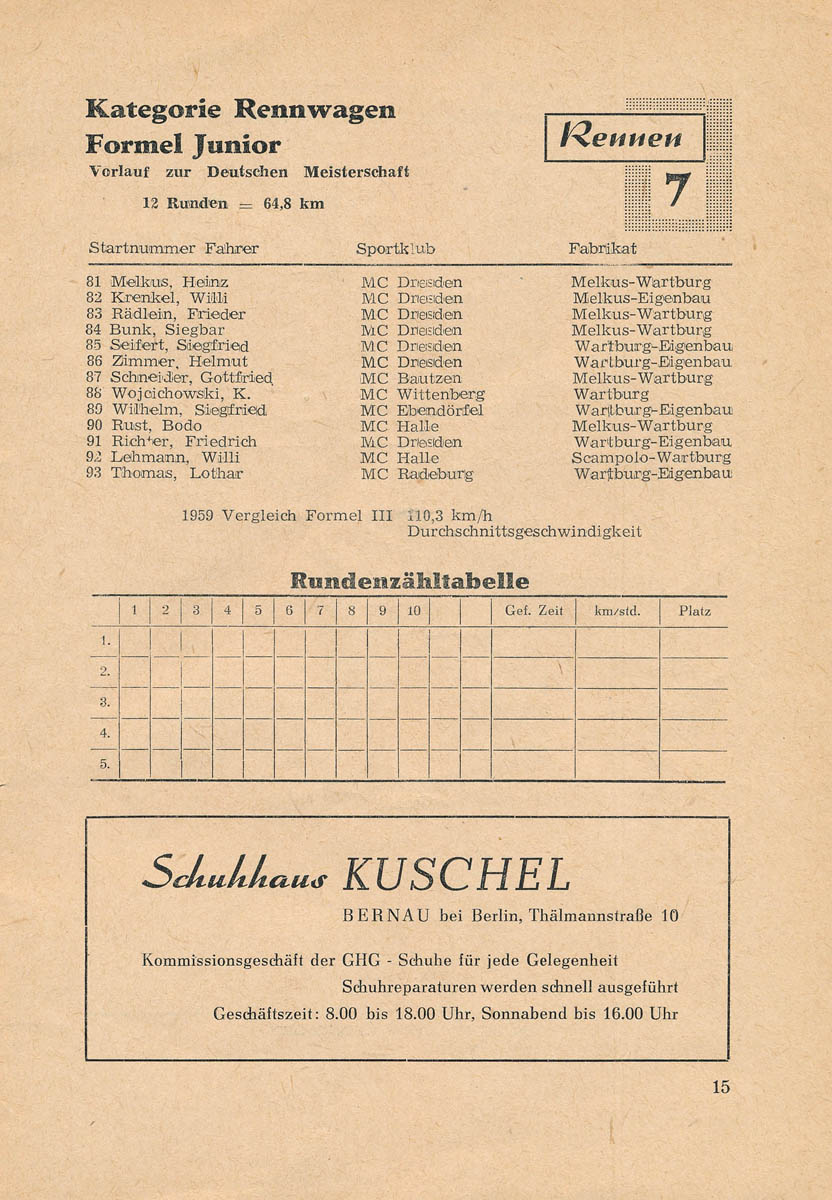 Kategorie Rennwagen
Formel Junior
Vorlauf zur Deutschen Meisterschaft
12 Runden = 64,8 km
Rennen
7
Startnummer Fahrer Sportklub Fabrikat
81 Melkus, Heinz MC Dresden Melkus-Wartburg
82 Krenkel, Willi MC Dresden Melkus-Eigenbau
83 Rädlein, Frieder MC Dresden Melkus-Wartburg
84 Bunk, Siegbar MC Dresden Melkus-Wartburg
85 Seifert, Siegfried MC Dresden Wartburg-Eigenbau
86 Zimmer, Helmut MC Dresden Wartburg-Eigenbau
87 Schneider, Gottfried MC Bautzen Melkus-Wartburg
88 Wojcichowski, K. MC Wittenberg Wartburg
89 Wilhelm, Siegfried MC Ebendörfel Wartburg-Eigenbau
90 Rust, Bodo MC Halle Melkus-Wartburg
91 Richter, Friedrich MC Dresden Wartburg-Eigenbau
92 Lehmann, Willi MC Halle Scampolo-Wartburg
93 Thomas, Lothar MC Radeburg Wartburg-Eigenbau
1959 Vergleich Formel III 110,3 km/h
Durchschnittsgeschwindigkeit
Rundenzähltabelle
1 2 3 4 5 6 7 8 9 10 Gef. Zeit km/std. Platz
1.
2.
3.
4.
5.
Schuhhaus KUSCHEL
BERNAU bei Berlin, Thälmannstraße 10
Kommissionsgeschäft der GHG - Schuhe für jede Gelegenheit
Schuhreparaturen werden schnell ausgeführt
Geschäftszeit: 8.00 bis 18.00 Uhr, Sonnabend bis 16.00 Uhr
15